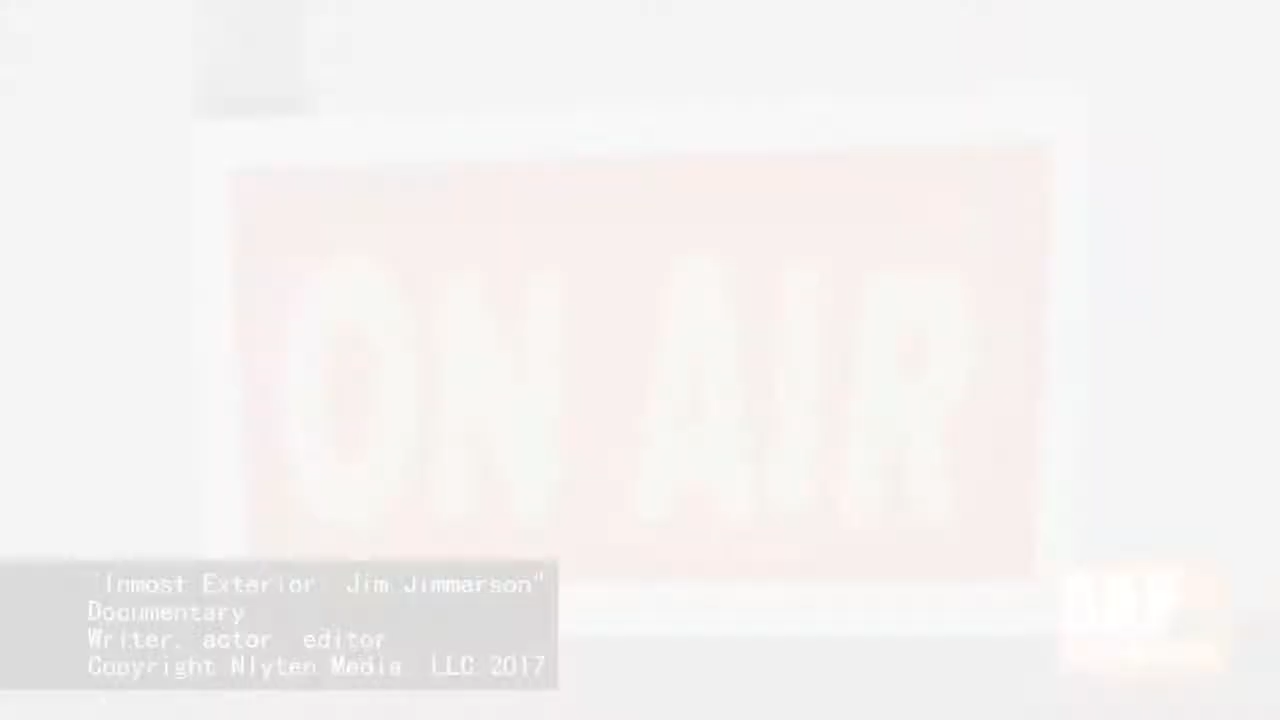 ON AIR
"Inmost Exterior: Jim Jimmerson"
Documentary
Writer, actor, editor
Copyright Nlyten Media, LLC 2017